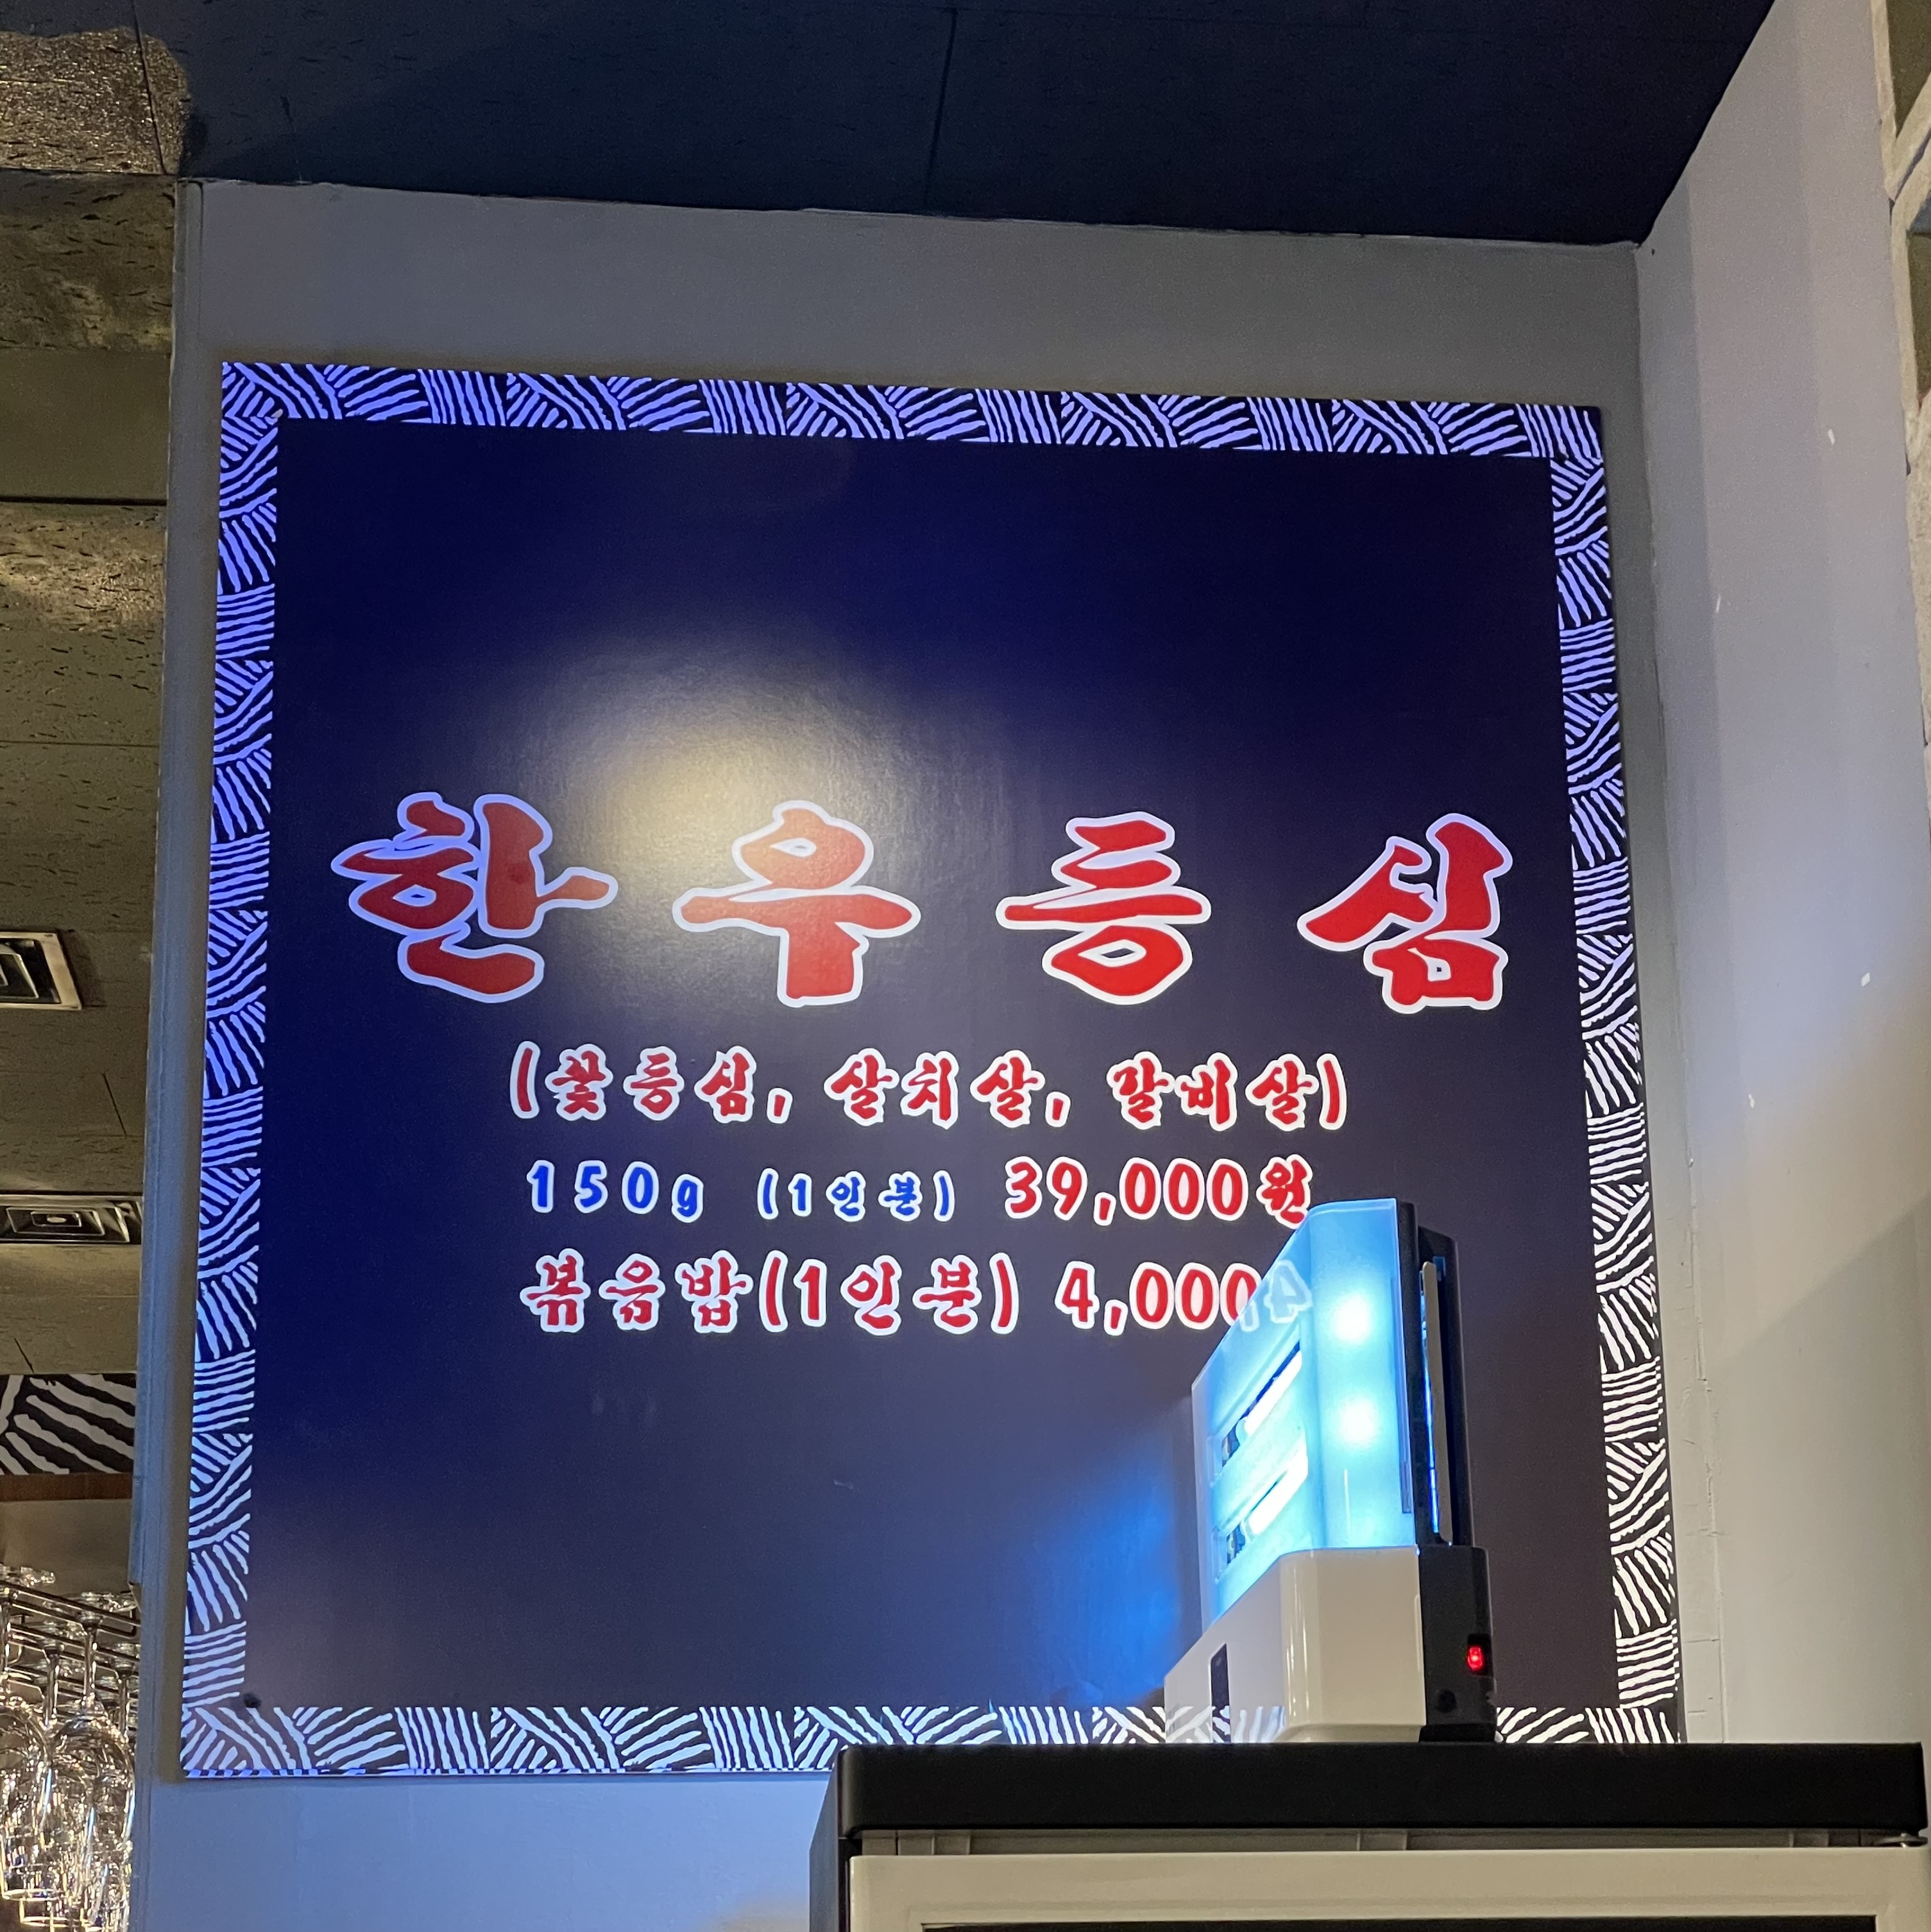 한우등심
(꽃등심, 살치살, 갈비살)
150g (1인분) 39,000원
볶음밥(1인분) 4,000